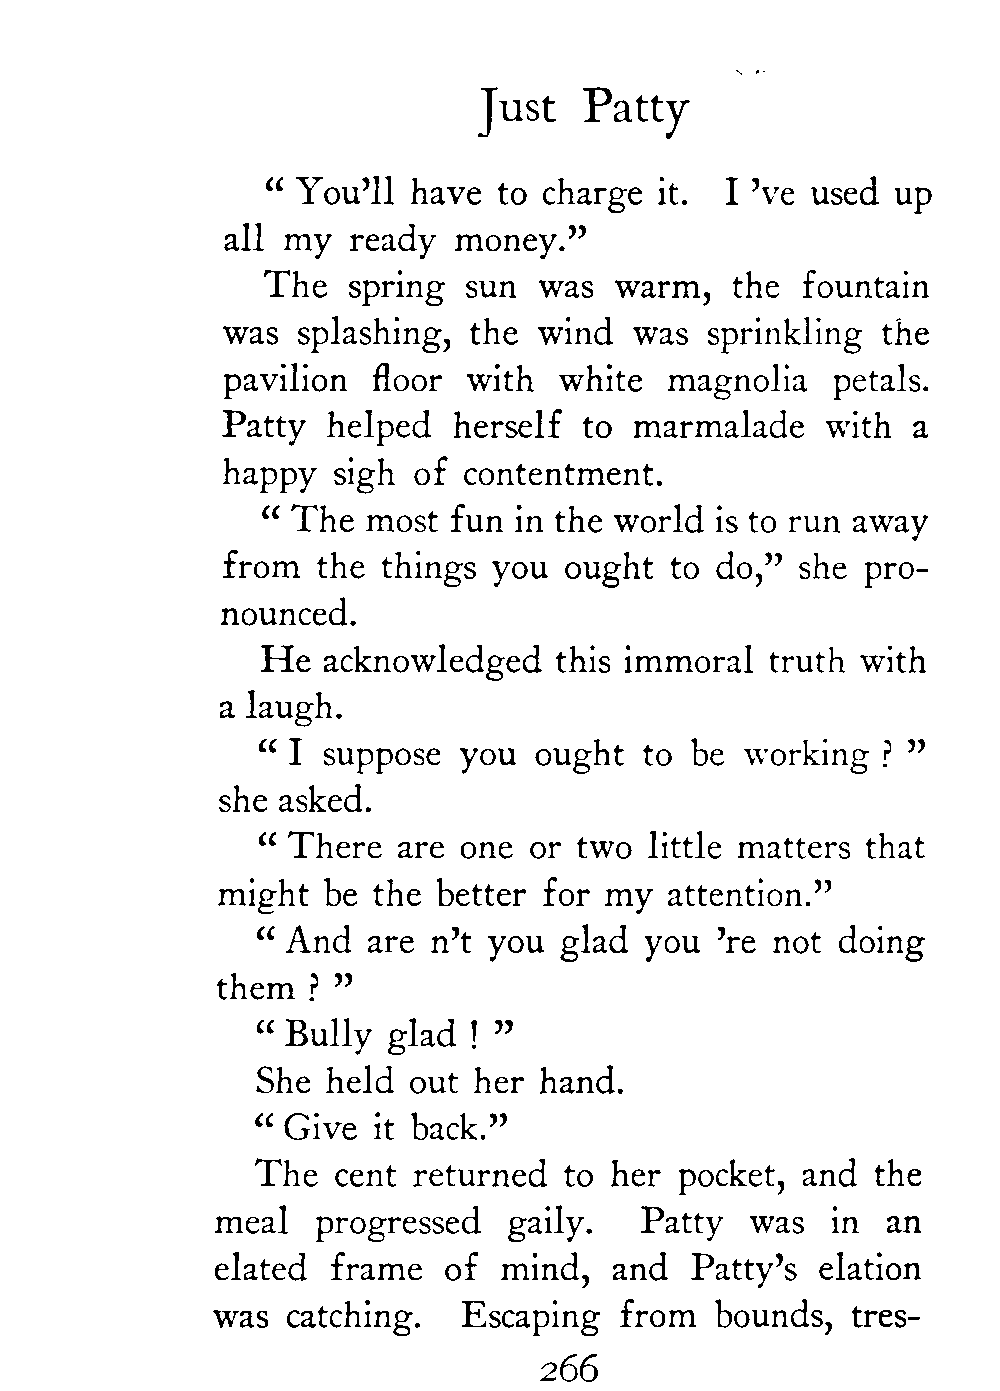 Just Patty
“ You’ll have to charge it. I ’ve used up
all my ready money.”
The spring sun was warm, the fountain
was splashing, the wind was sprinkling the
pavilion floor with white magnolia petals.
Patty helped herself to marmalade with a
happy sigh of contentment.
“ The most fun in the world is to run away
from the things you ought to do,” she pro-
nounced.
He acknowledged this immoral truth with
a laugh.
“ I suppose you ought to be working ? ”
she asked.
“ There are one or two little matters that
might be the better for my attention.”
“ And are n’t you glad you ’re not doing
them ? ”
“ Bully glad ! ”
She held out her hand.
“ Give it back.”
The cent returned to her pocket, and the
meal progressed gaily. Patty was in an
elated frame of mind, and Patty’s elation
was catching. Escaping from bounds, tres-
266